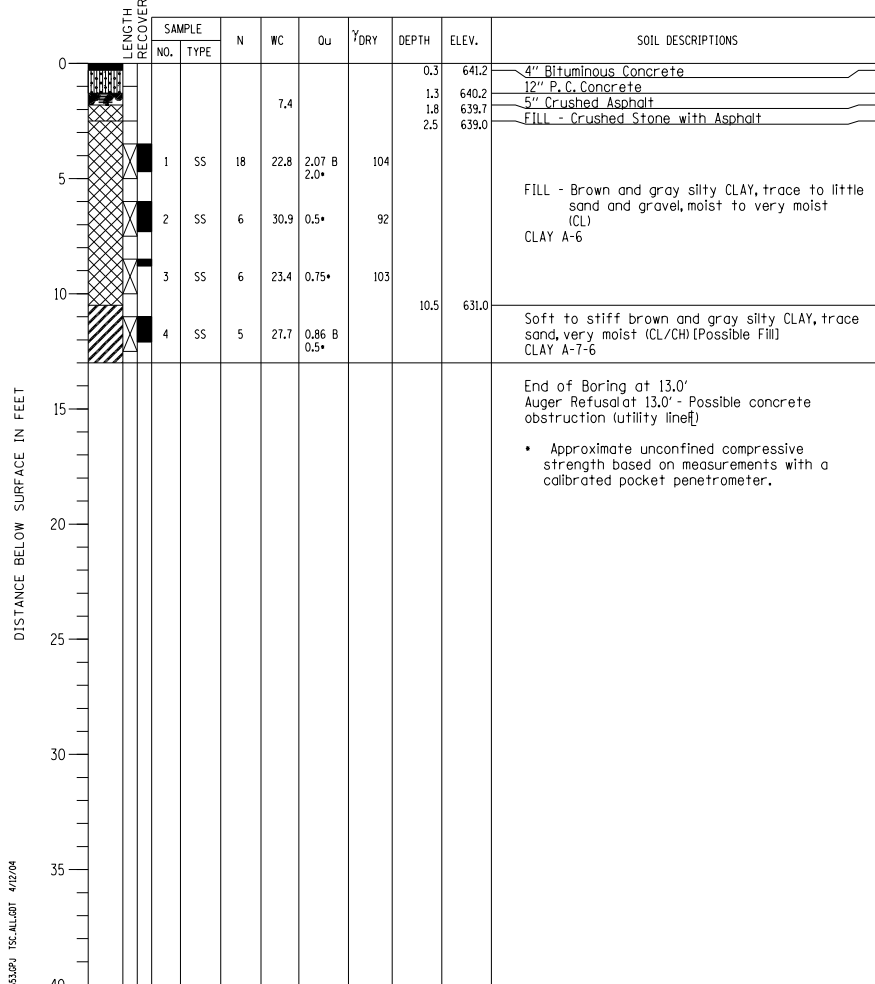 LENGTH
RECOVER
SAMPLE
NO. TYPE
N WC Qu γDRY DEPTH ELEV. SOIL DESCRIPTIONS
0
0.3 641.2 4" Bituminous Concrete
12" P.C. Concrete
1.3 640.2
7.4
5" Crushed Asphalt
1.8 639.7
FILL - Crushed Stone with Asphalt
2.5 639.0
1 SS 18 22.8 2.07 B 104
2.0•
5
FILL - Brown and gray silty CLAY, trace to little
sand and gravel, moist to very moist
(CL)
CLAY A-6
2 SS 6 30.9 0.5• 92
3 SS 6 23.4 0.75• 103
10
10.5 631.0
Soft to stiff brown and gray silty CLAY, trace
sand, very moist (CL/CH) [Possible Fill]
CLAY A-7-6
4 SS 5 27.7 0.86 B
0.5•
End of Boring at 13.0'
Auger Refusal at 13.0' - Possible concrete
obstruction (utility line
• Approximate unconfined compressive
strength based on measurements with a
calibrated pocket penetrometer.
15
20
25
30
35
40
DISTANCE BELOW SURFACE IN FEET
53.GPJ TSC_ALL.GDT 4/12/04